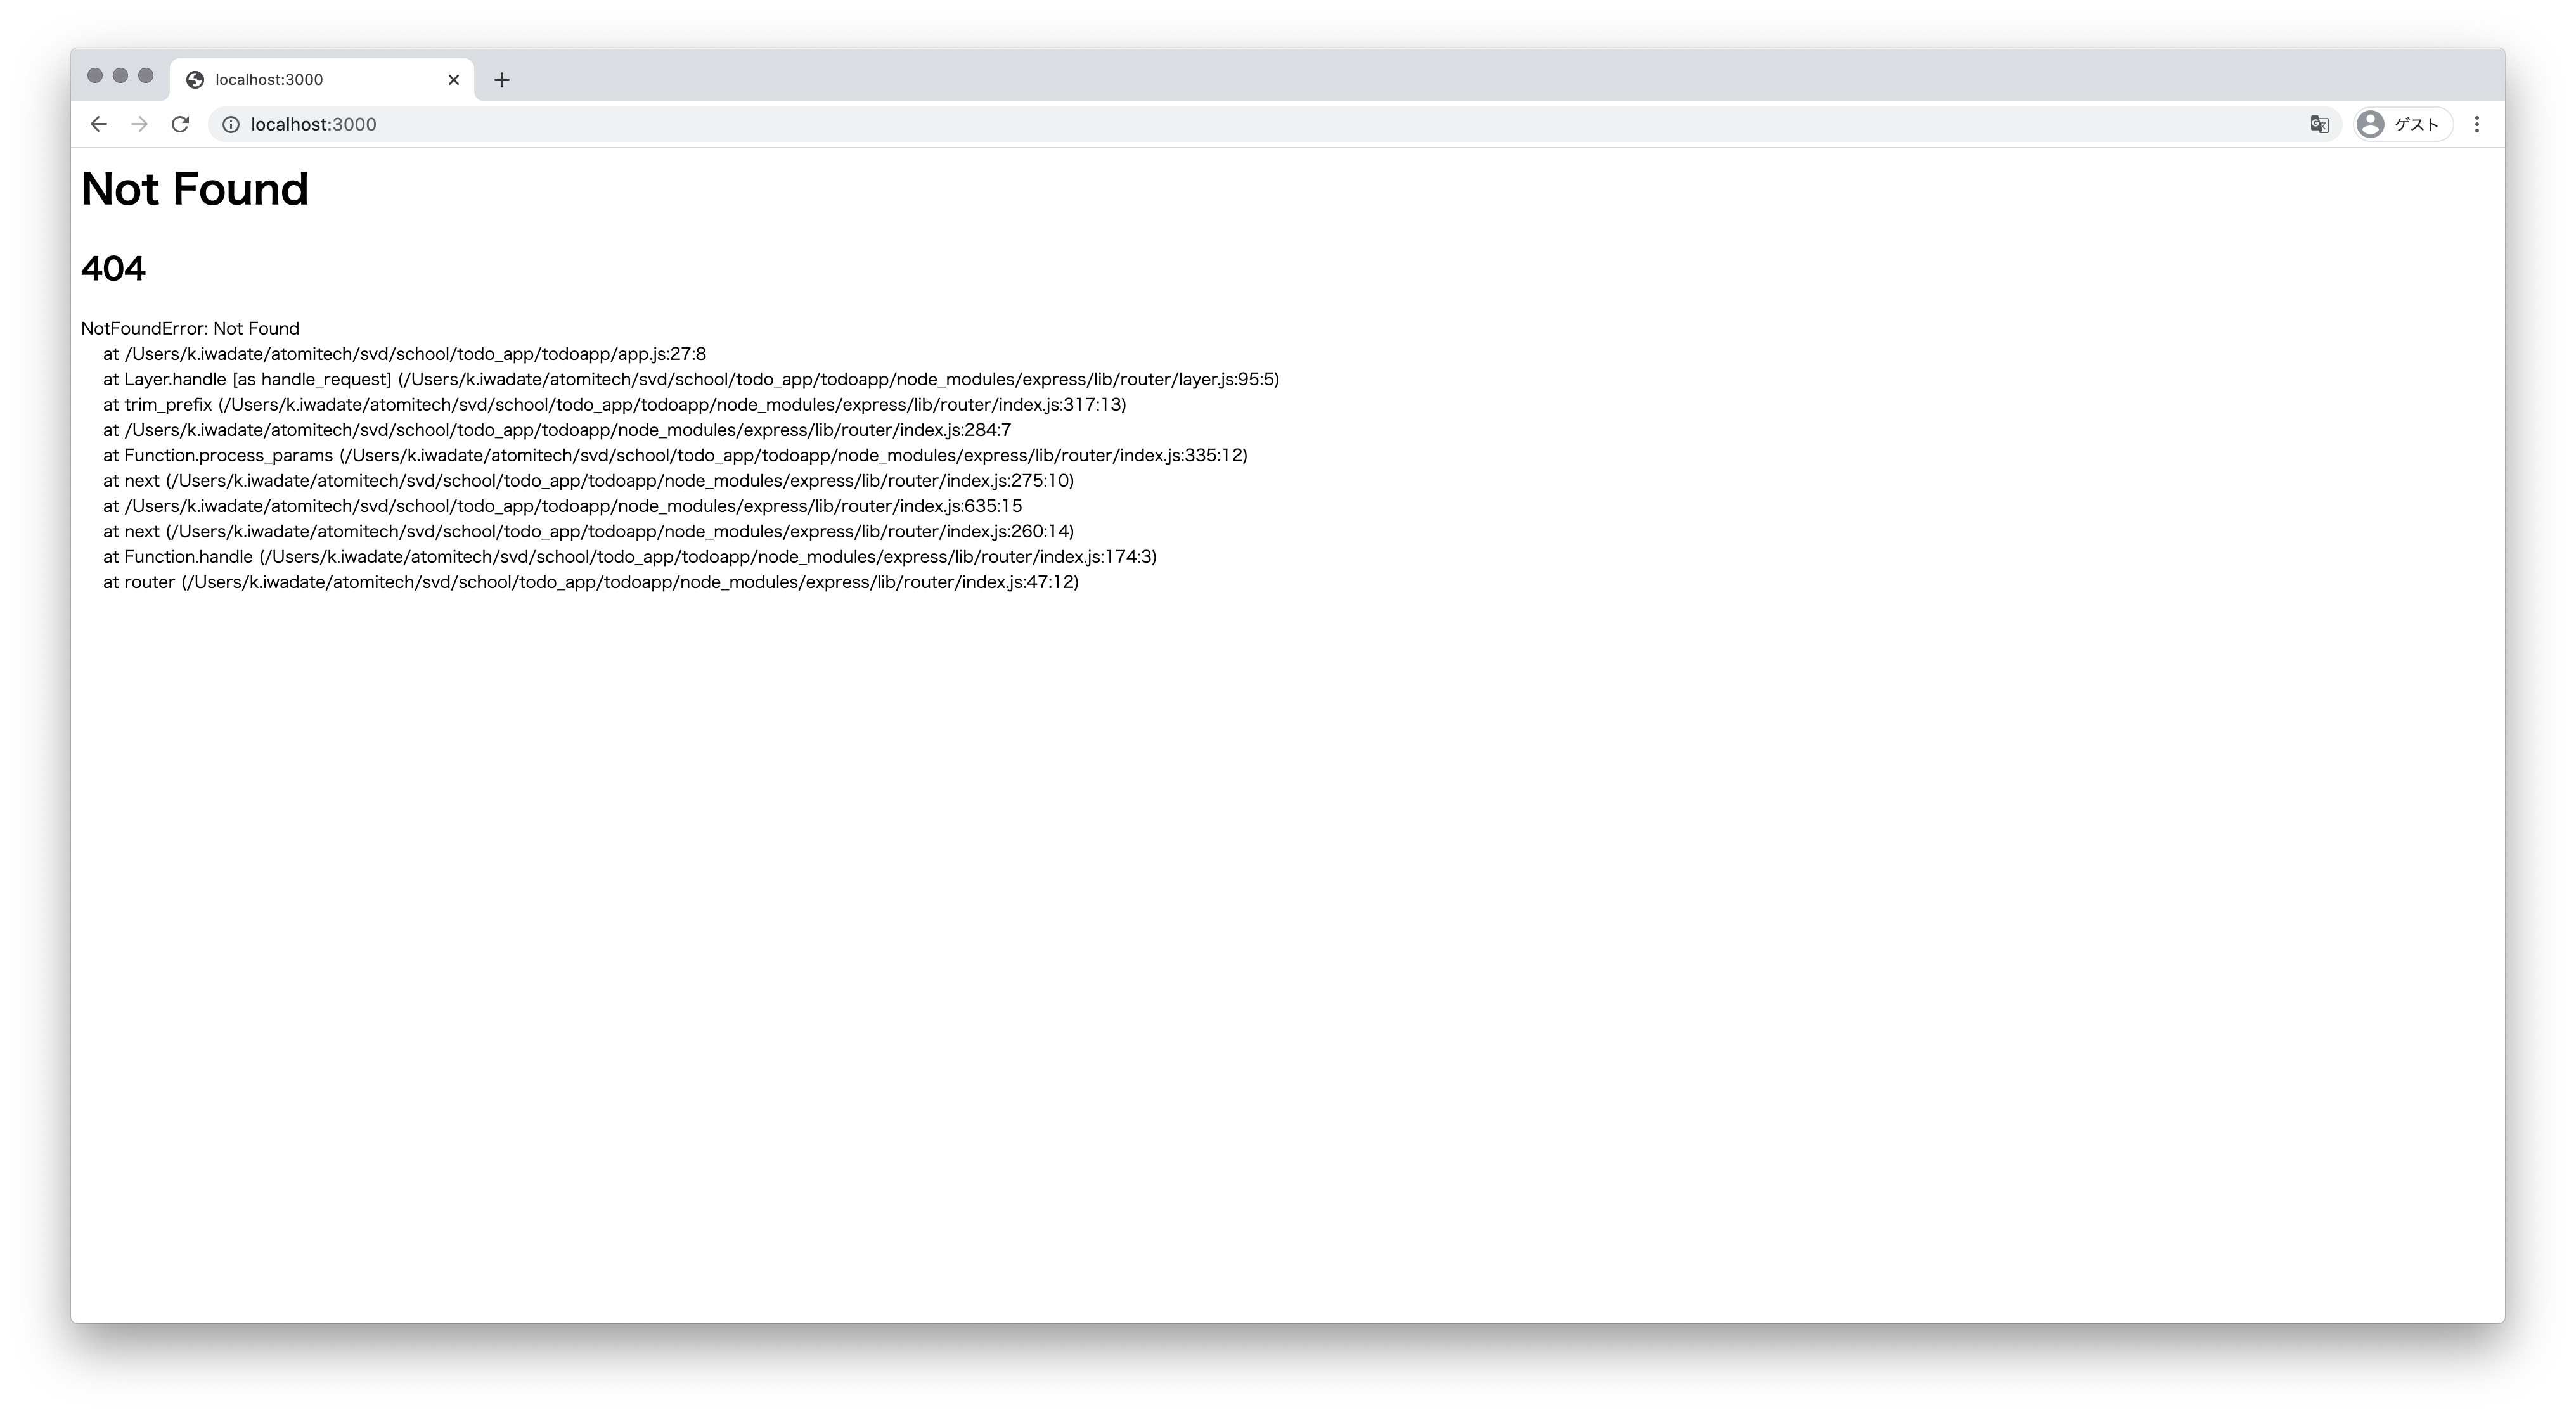 localhost:3000
localhost:3000
ゲスト
Not Found
404
NotFoundError: Not Found
at /Users/k.iwadate/atomitech/svd/school/todo_app/todoapp/app.js:27:8
at Layer.handle [as handle_request] (/Users/k.iwadate/atomitech/svd/school/todo_app/todoapp/node_modules/express/lib/router/layer.js:95:5)
at trim_prefix (/Users/k.iwadate/atomitech/svd/school/todo_app/todoapp/node_modules/express/lib/router/index.js:317:13)
at /Users/k.iwadate/atomitech/svd/school/todo_app/todoapp/node_modules/express/lib/router/index.js:284:7
at Function.process_params (/Users/k.iwadate/atomitech/svd/school/todo_app/todoapp/node_modules/express/lib/router/index.js:335:12)
at next (/Users/k.iwadate/atomitech/svd/school/todo_app/todoapp/node_modules/express/lib/router/index.js:275:10)
at /Users/k.iwadate/atomitech/svd/school/todo_app/todoapp/node_modules/express/lib/router/index.js:635:15
at next (/Users/k.iwadate/atomitech/svd/school/todo_app/todoapp/node_modules/express/lib/router/index.js:260:14)
at Function.handle (/Users/k.iwadate/atomitech/svd/school/todo_app/todoapp/node_modules/express/lib/router/index.js:174:3)
at router (/Users/k.iwadate/atomitech/svd/school/todo_app/todoapp/node_modules/express/lib/router/index.js:47:12)